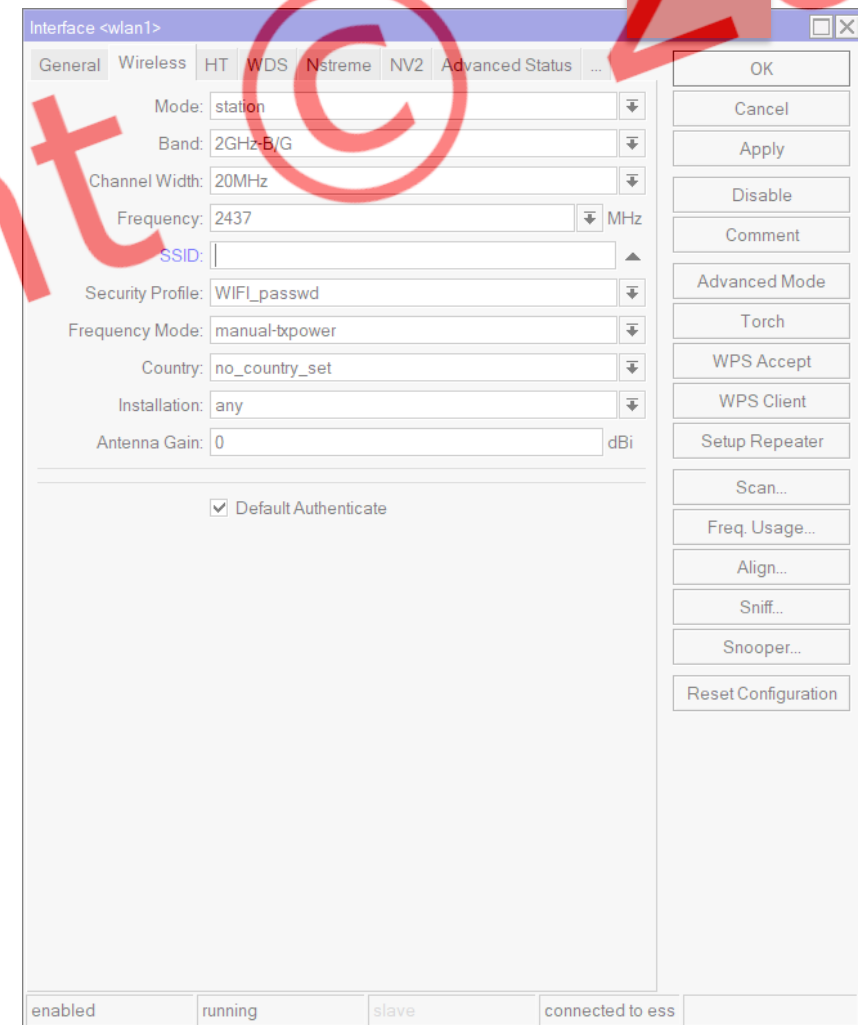 Interface <wlan1>
General Wireless HT WDS Nstreme NV2 Advanced Status ...
OK
Mode: station
Cancel
Band: 2GHz-B/G
Apply
Channel Width: 20MHz
Disable
Frequency: 2437 MHz
Comment
SSID:
Security Profile: WIFI_passwd
Advanced Mode
Frequency Mode: manual-txpower
Torch
Country: no_country_set
WPS Accept
Installation: any
WPS Client
Antenna Gain: 0 dBi
Setup Repeater
Scan...
Default Authenticate
Freq. Usage...
Align...
Sniff...
Snooper...
Reset Configuration
enabled running slave connected to ess
©